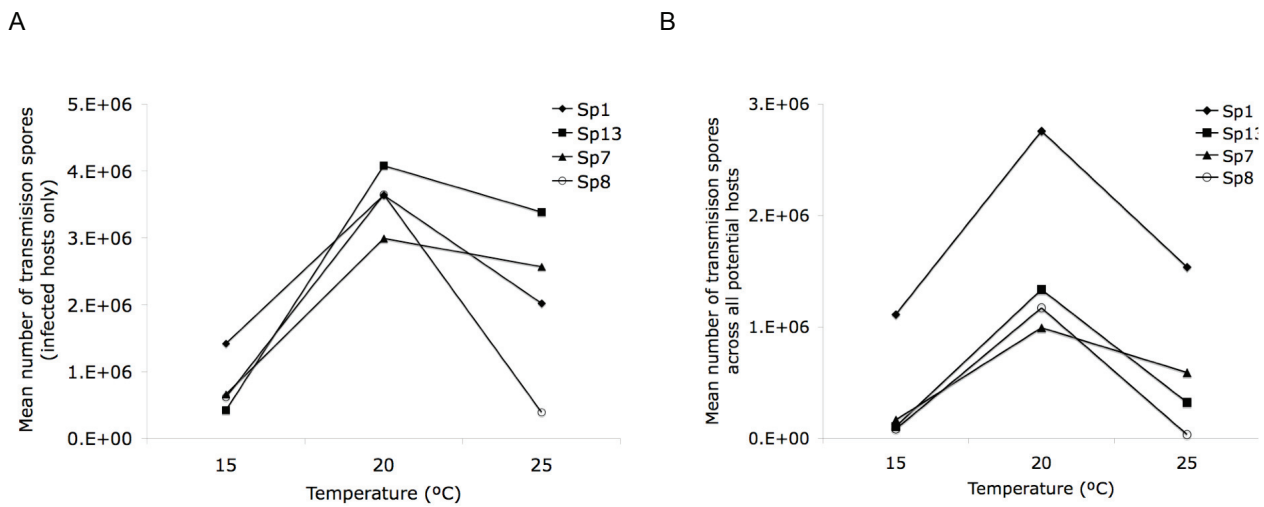 A
B
Mean number of transmision spores
(infected hosts only)
5.E+06
4.E+06
3.E+06
2.E+06
1.E+06
0.E+00
15
20
25
Temperature (ºC)
Sp1
Sp13
Sp7
Sp8
Mean number of transmisison spores
across all potential hosts
3.E+06
2.E+06
1.E+06
0.E+00
15
20
25
Temperature (ºC)
Sp1
Sp13
Sp7
Sp8